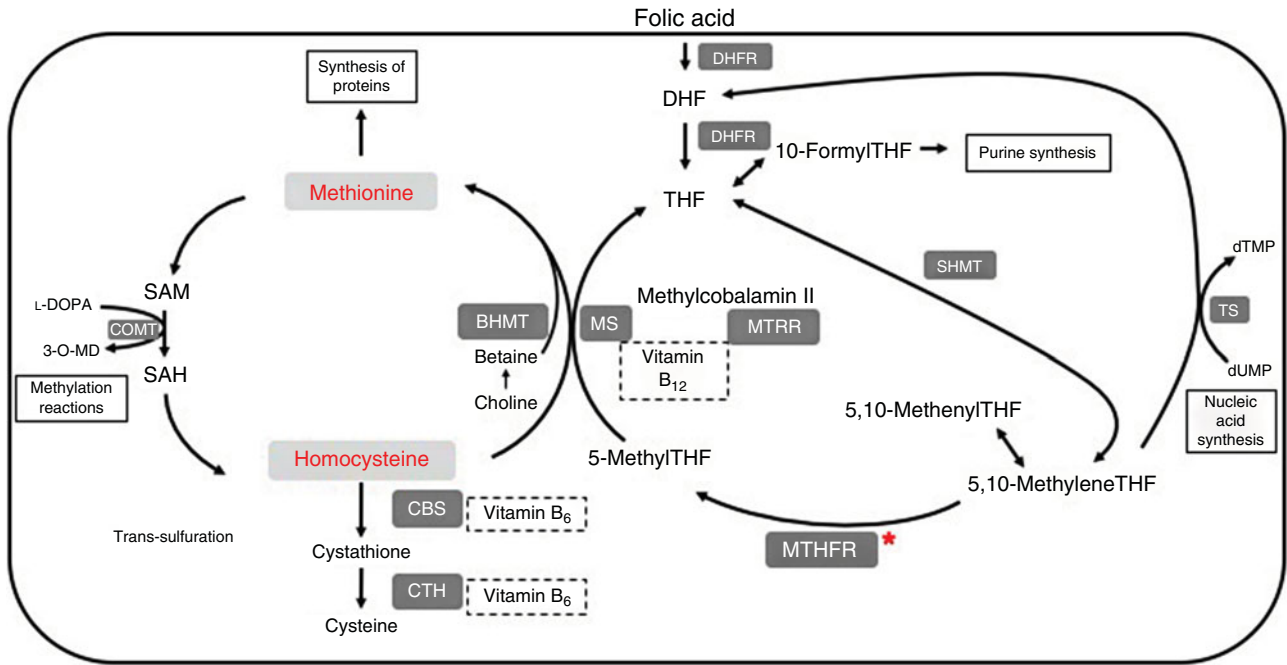 Folic acid
DHFR
DHF
DHFR
10-FormylTHF
Purine synthesis
THF
Synthesis of
proteins
Methionine
SAM
L-DOPA
COMT
3-O-MD
SAH
Methylation
reactions
BHMT
Betaine
Choline
MS
Methylcobalamin II
MTRR
Vitamin
B12
SHMT
dTMP
TS
dUMP
Nucleic
acid
synthesis
5,10-MethenylTHF
5,10-MethyleneTHF
5-MethylTHF
MTHFR *
Homocysteine
CBS
Vitamin B6
Trans-sulfuration
Cystathione
CTH
Vitamin B6
Cysteine